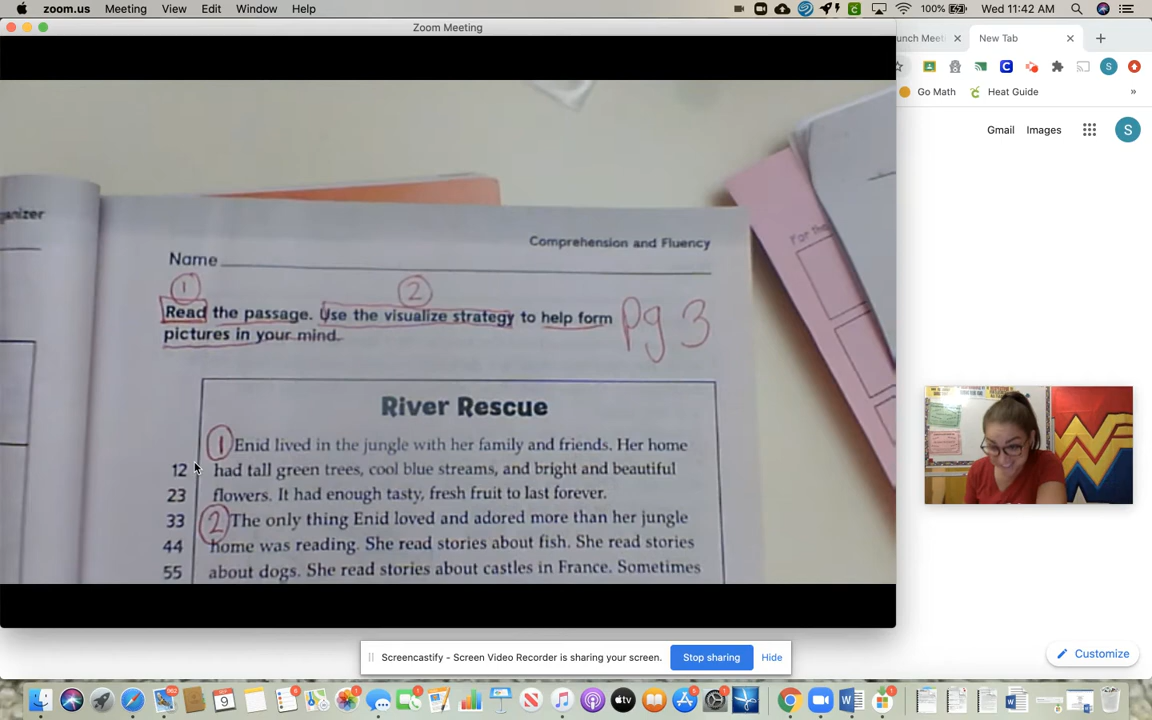 zoom.us Meeting View Edit Window Help
100% Wed 11:42 AM
Zoom Meeting
unch Meeti
New Tab
Go Math
Heat Guide
»
Gmail Images
S
anizer
Comprehension and Fluency
For the
Name
1
2
Read the passage. Use the visualize strategy to help form
pictures in your mind.
pg 3
River Rescue
1 Enid lived in the jungle with her family and friends. Her home
12 had tall green trees, cool blue streams, and bright and beautiful
23 flowers. It had enough tasty, fresh fruit to last forever.
33 2 The only thing Enid loved and adored more than her jungle
44 home was reading. She read stories about fish. She read stories
55 about dogs. She read stories about castles in France. Sometimes
Screencastify - Screen Video Recorder is sharing your screen.
Stop sharing
Hide
Customize